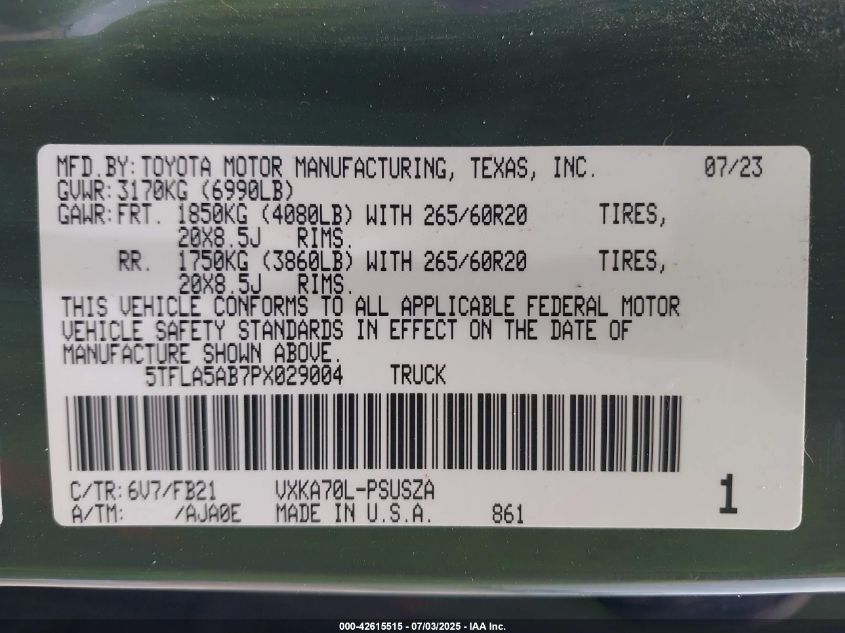 MFD.BY:TOYOTA MOTOR MANUFACTURING, TEXAS, INC. 07/23
GVWR:3170KG (6990LB)
GAWR:FRT. 1850KG (4080LB) WITH 265/60R20 TIRES,
20X8.5J RIMS.
RR. 1750KG (3860LB) WITH 265/60R20 TIRES,
20X8.5J RIMS.
THIS VEHICLE CONFORMS TO ALL APPLICABLE FEDERAL MOTOR
VEHICLE SAFETY STANDARDS IN EFFECT ON THE DATE OF
MANUFACTURE SHOWN ABOVE.
5TFLA5AB7PX029004 TRUCK
C/TR:6V7/FB21 VXKA70L-PSUSZA
A/TM: /AJA0E MADE IN U.S.A. 861 1
000-42615515 - 07/03/2025 - IAA Inc.